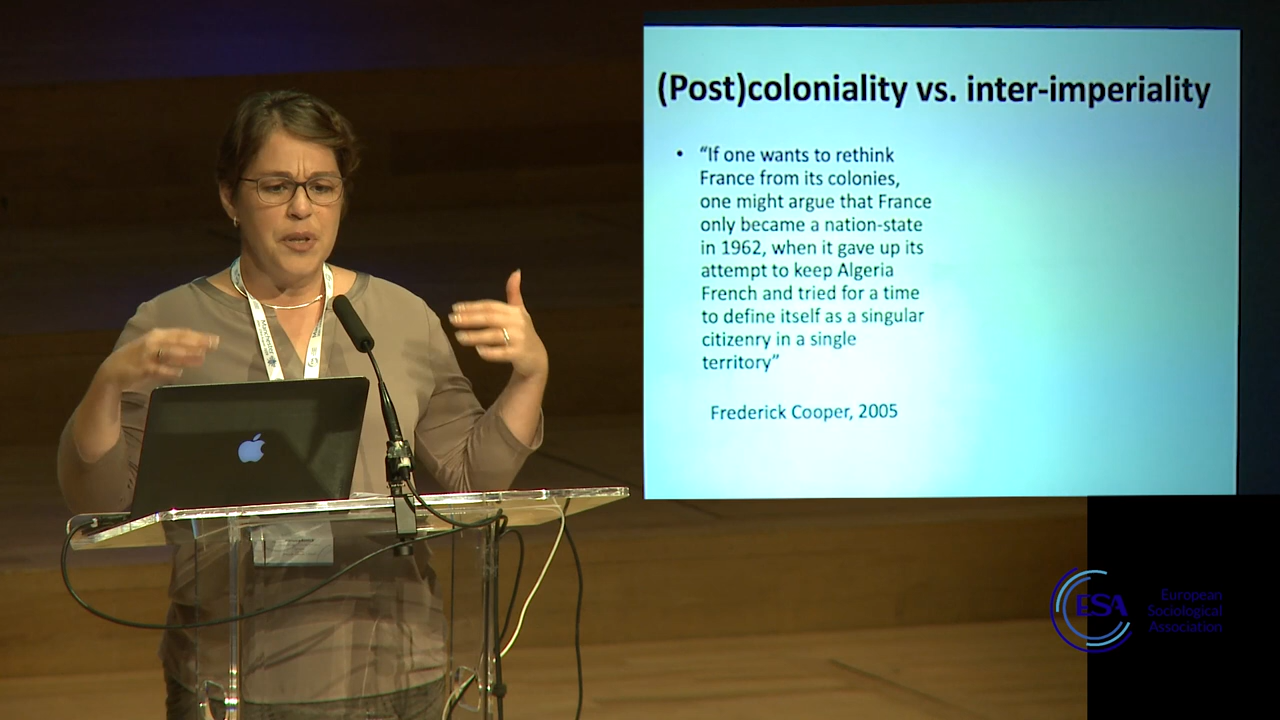 (Post)coloniality vs. inter-imperiality
• “If one wants to rethink
France from its colonies,
one might argue that France
only became a nation-state
in 1962, when it gave up its
attempt to keep Algeria
French and tried for a time
to define itself as a singular
citizenry in a single
territory”
Frederick Cooper, 2005
Manchester
ESA
European
Sociological
Association